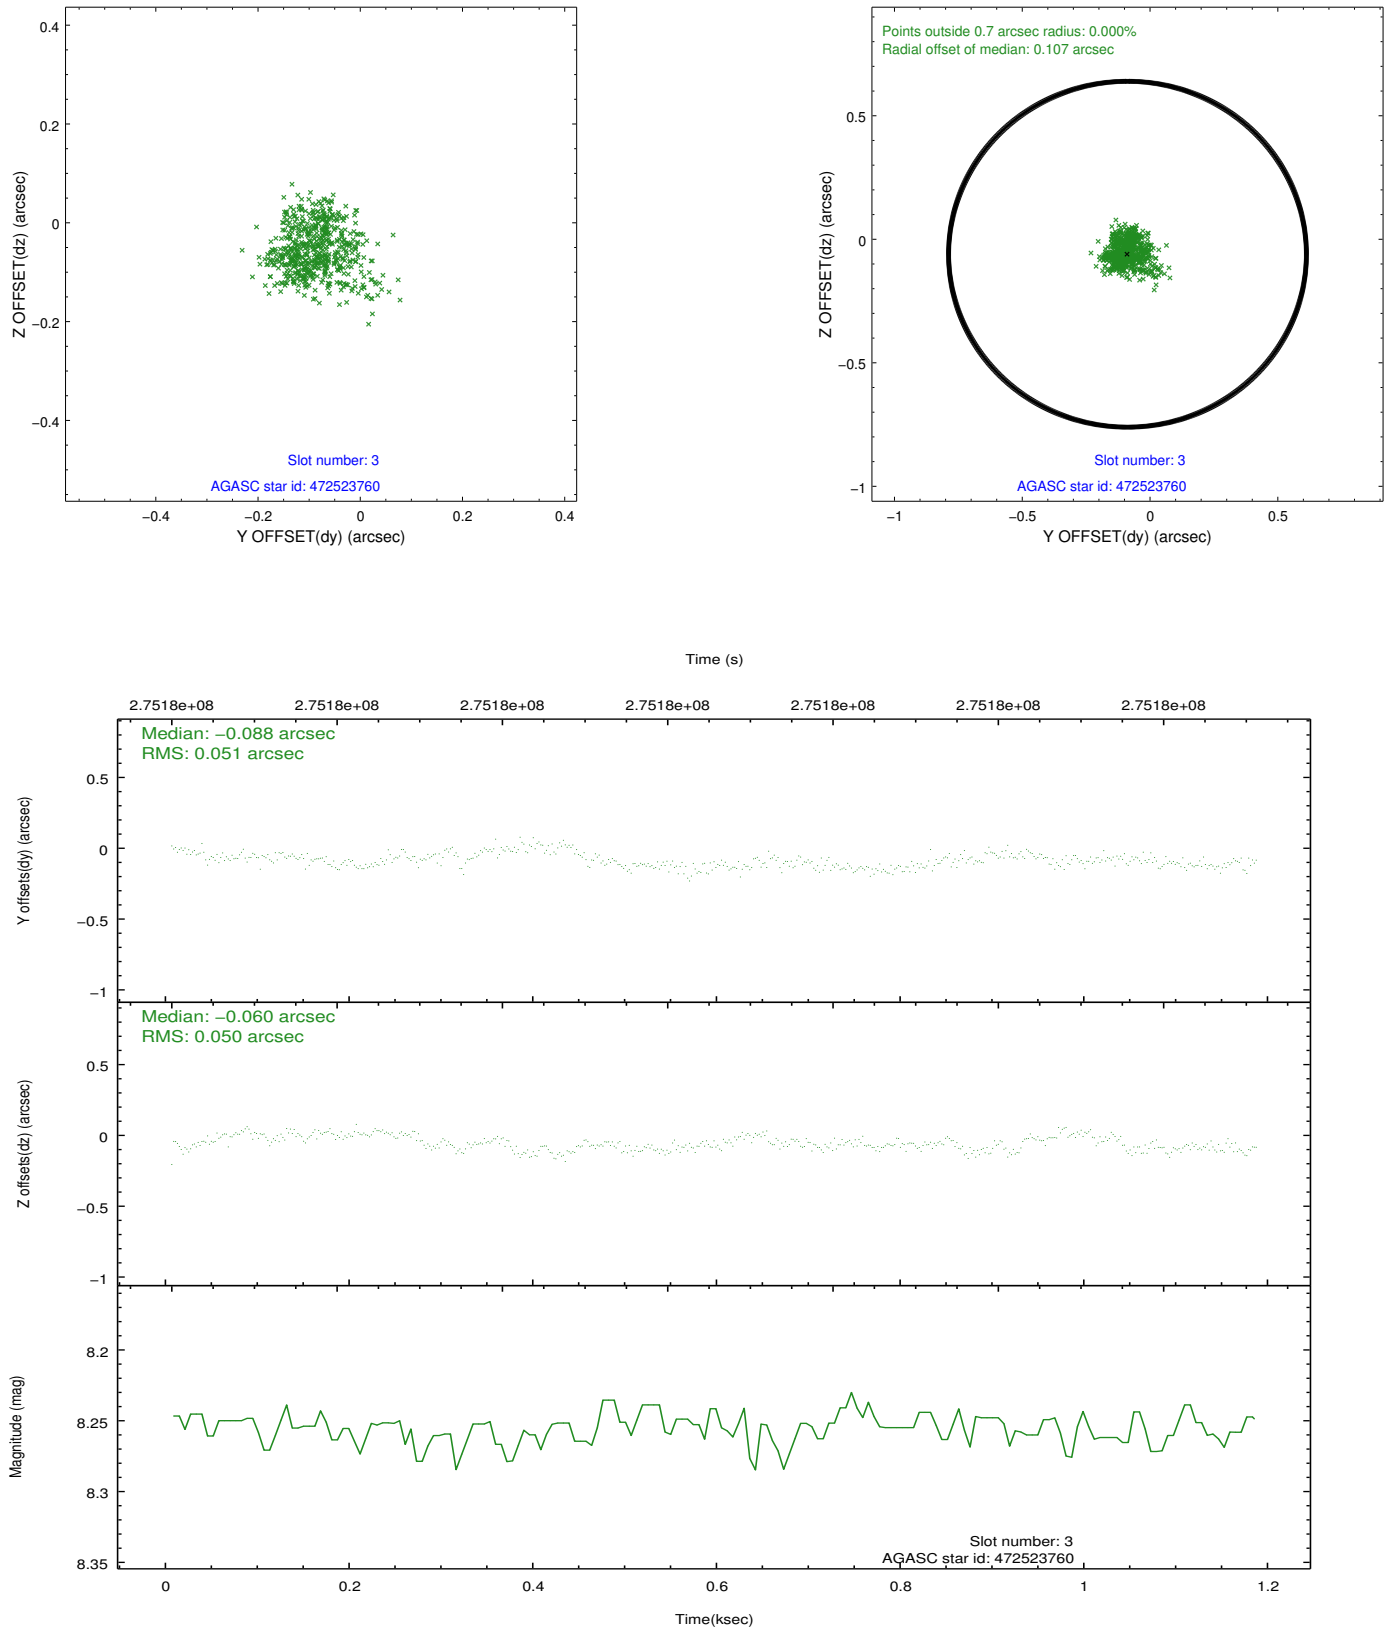 0.4
0.2
0
−0.2
−0.4
Z OFFSET(dz) (arcsec)
Slot number: 3
AGASC star id: 472523760
−0.4 −0.2 0 0.2 0.4
Y OFFSET(dy) (arcsec)
Points outside 0.7 arcsec radius: 0.000%
Radial offset of median: 0.107 arcsec
0.5
0
−0.5
−1
Z OFFSET(dz) (arcsec)
Slot number: 3
AGASC star id: 472523760
−1 −0.5 0 0.5
Y OFFSET(dy) (arcsec)
Time (s)
2.7518e+08 2.7518e+08 2.7518e+08 2.7518e+08 2.7518e+08 2.7518e+08 2.7518e+08
Median: −0.088 arcsec
RMS: 0.051 arcsec
0.5
0
−0.5
−1
Y offsets(dy) (arcsec)
Median: −0.060 arcsec
RMS: 0.050 arcsec
0.5
0
−0.5
−1
Z offsets(dz) (arcsec)
8.2
8.25
8.3
8.35
Magnitude (mag)
Slot number: 3
AGASC star id: 472523760
0 0.2 0.4 0.6 0.8 1 1.2
Time(ksec)